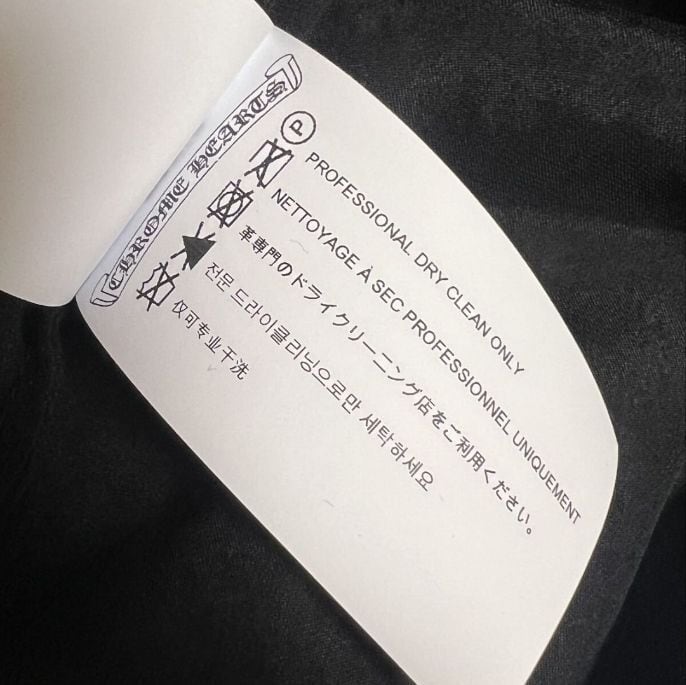 CHROME HEARTS
P
PROFESSIONAL DRY CLEAN ONLY
NETTOYAGE À SEC PROFESSIONNEL UNIQUEMENT
革専門のドライクリーニング店をご利用ください。
전문 드라이클리닝으로만 세탁하세요
仅可专业干洗